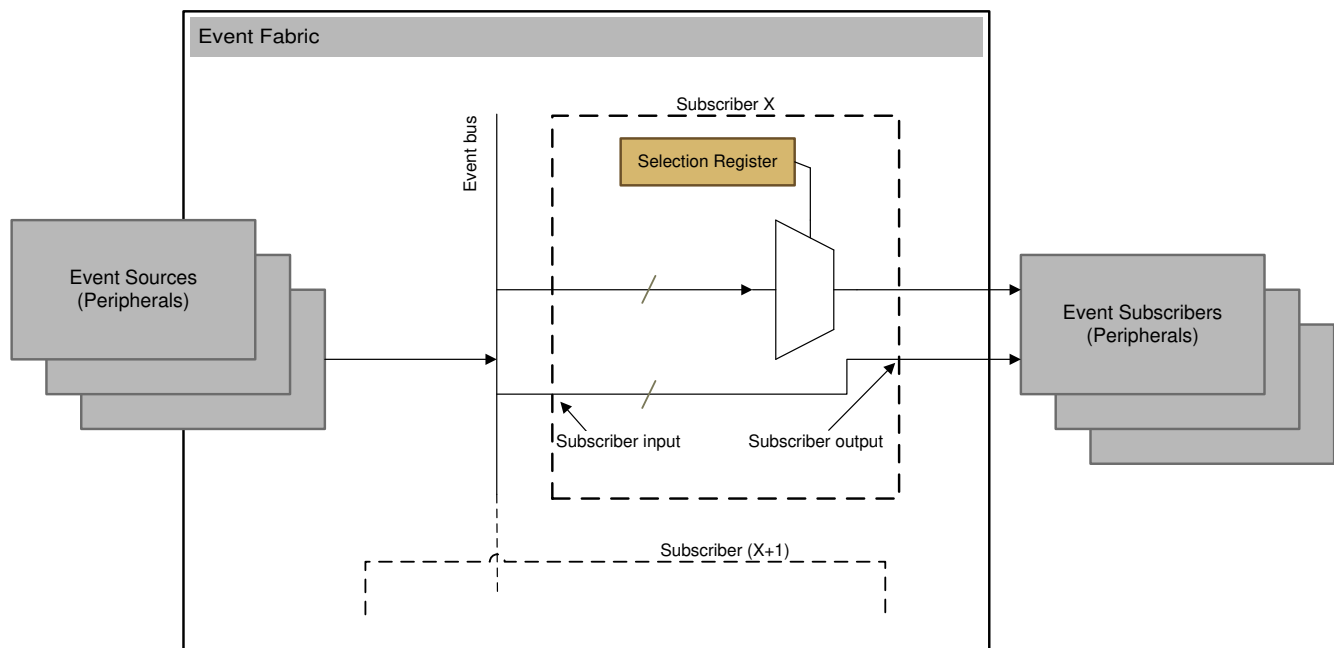 Event Fabric
Subscriber X
Event bus
Selection Register
Event Sources
(Peripherals)
Event Subscribers
(Peripherals)
Subscriber input
Subscriber output
Subscriber (X+1)